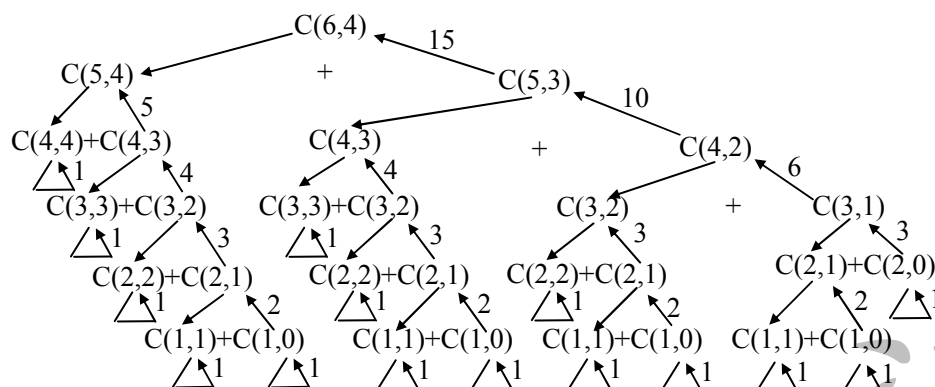 C(6,4)
15
C(5,4) + C(5,3)
5 10
C(4,4)+C(4,3) C(4,3) + C(4,2)
1 4 4 6
C(3,3)+C(3,2) C(3,3)+C(3,2) C(3,2) + C(3,1)
1 3 1 3 3 3
C(2,2)+C(2,1) C(2,2)+C(2,1) C(2,2)+C(2,1) C(2,1)+C(2,0)
1 2 1 2 1 2 2 1
C(1,1)+C(1,0) C(1,1)+C(1,0) C(1,1)+C(1,0) C(1,1)+C(1,0)
1 1 1 1 1 1 1 1